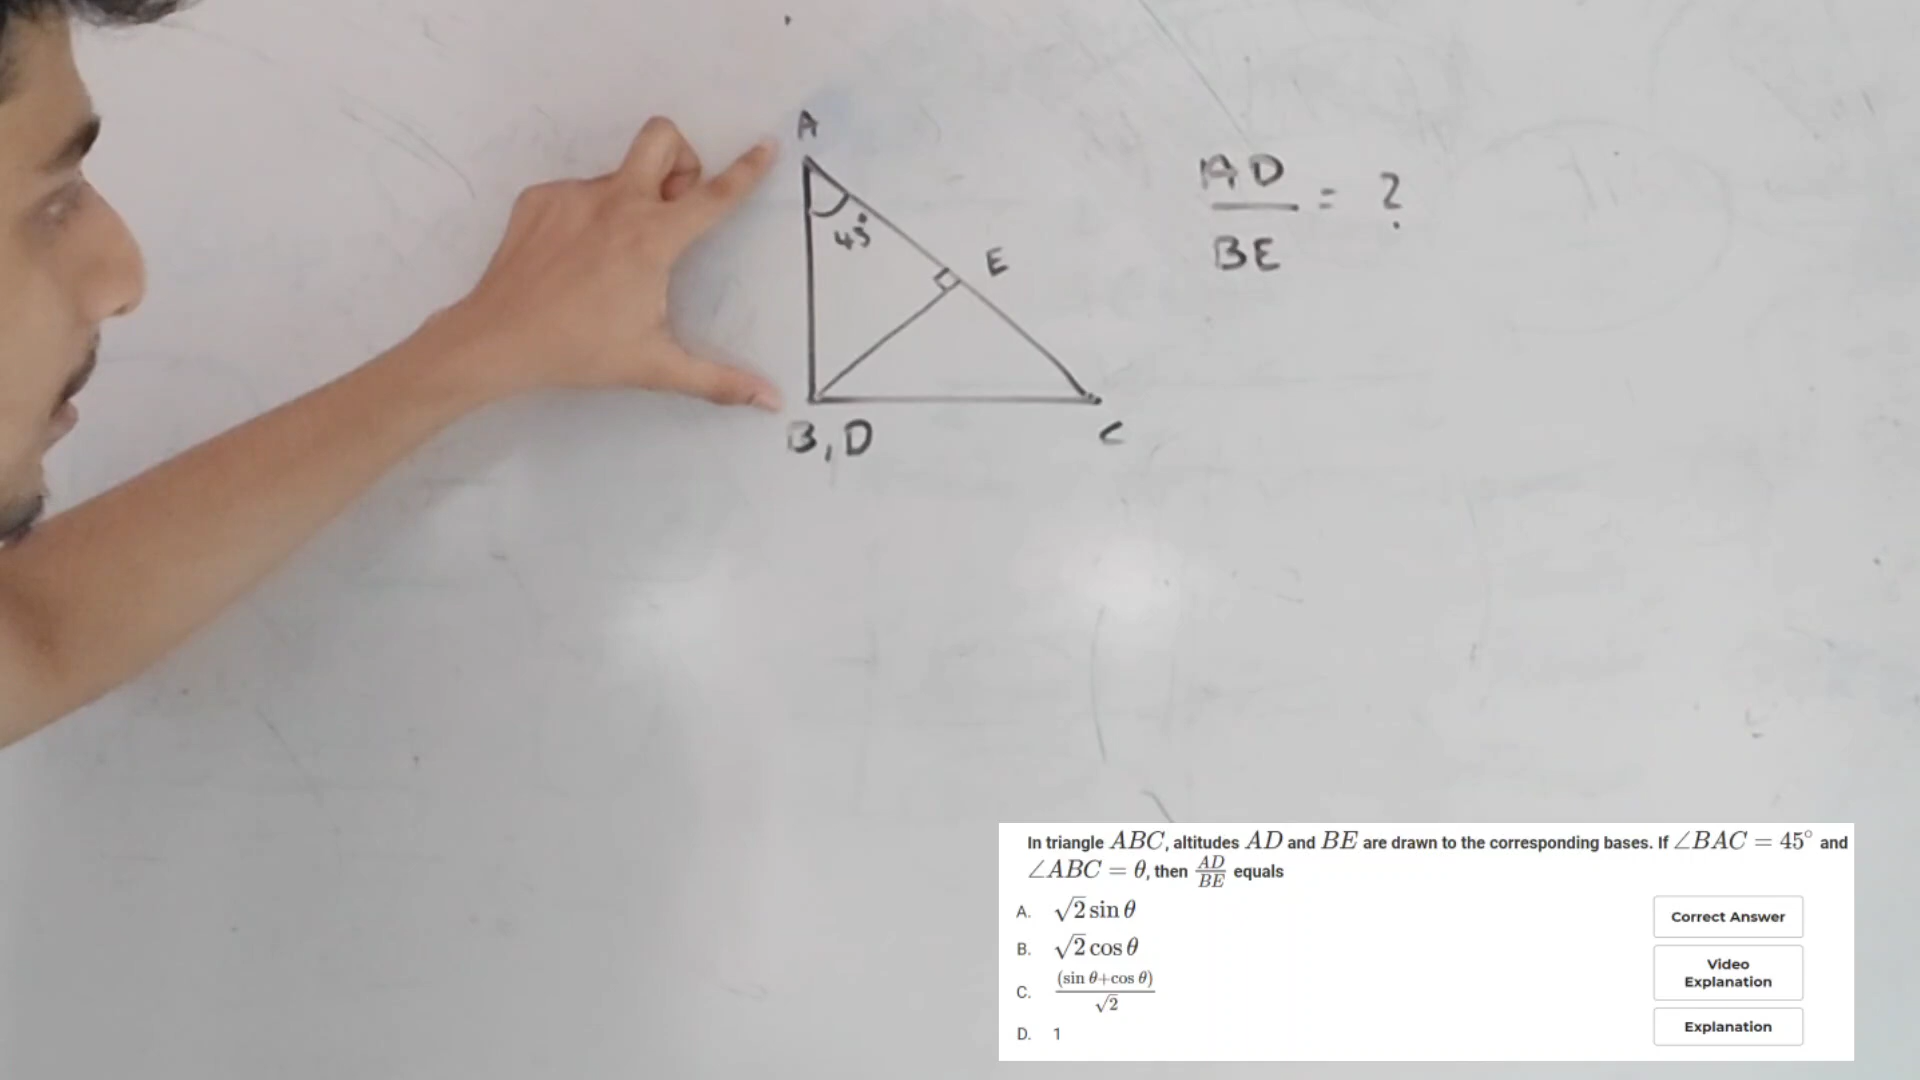 A
45°
E
B, D
C
AD/BE = ?
In triangle ABC, altitudes AD and BE are drawn to the corresponding bases. If ∠BAC = 45° and
∠ABC = θ, then AD/BE equals
A. √2 sin θ
B. √2 cos θ
C. (sin θ+cos θ)/√2
D. 1
Correct Answer
Video
Explanation
Explanation